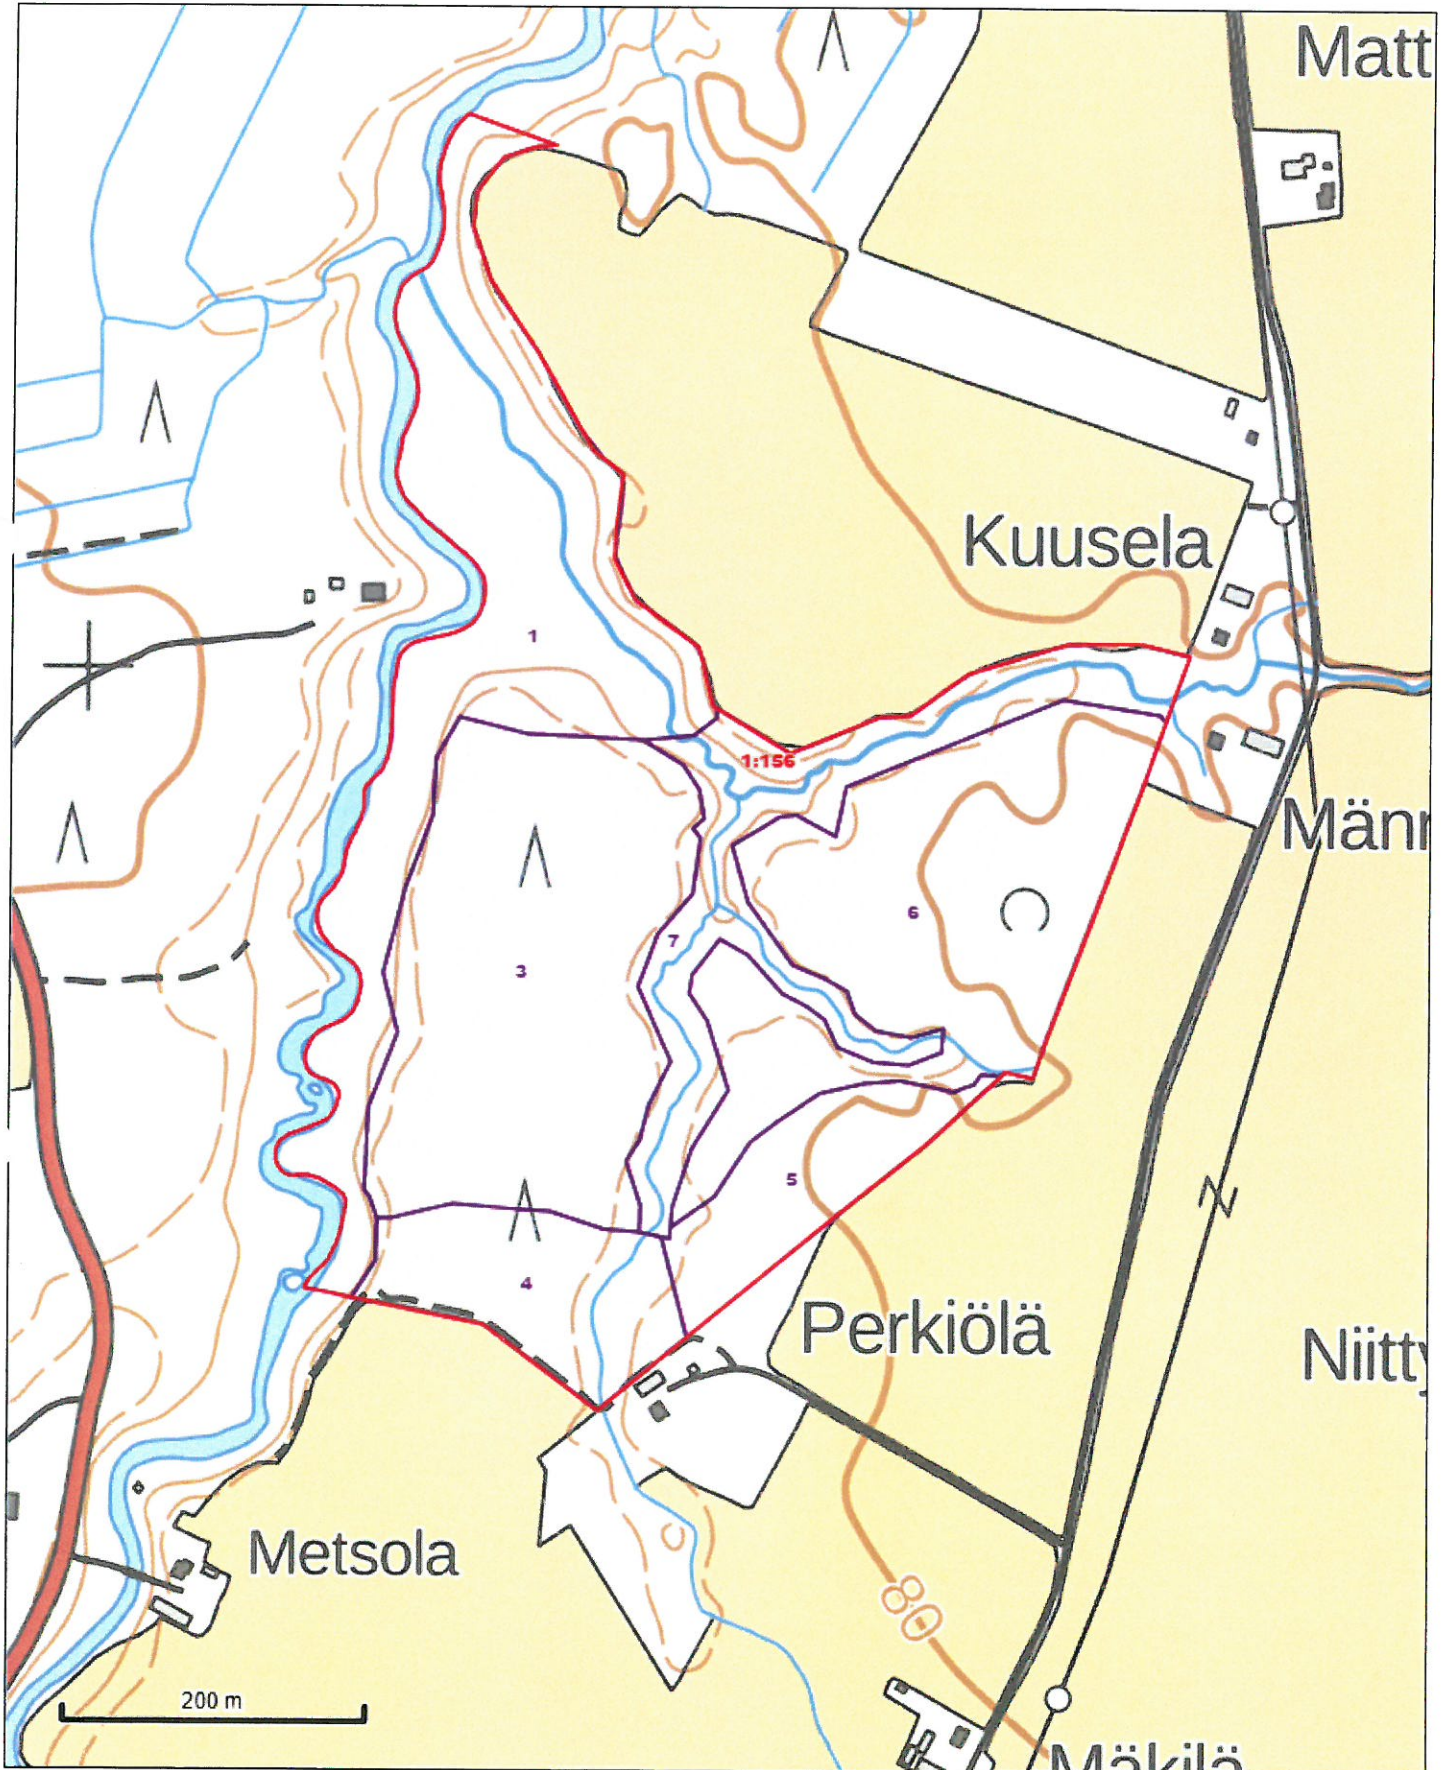 Matt
Kuusela
1
1:156
Männ
6
7
3
5
4
Perkiölä
Niitty
Metsola
80
200 m
Mäkilä